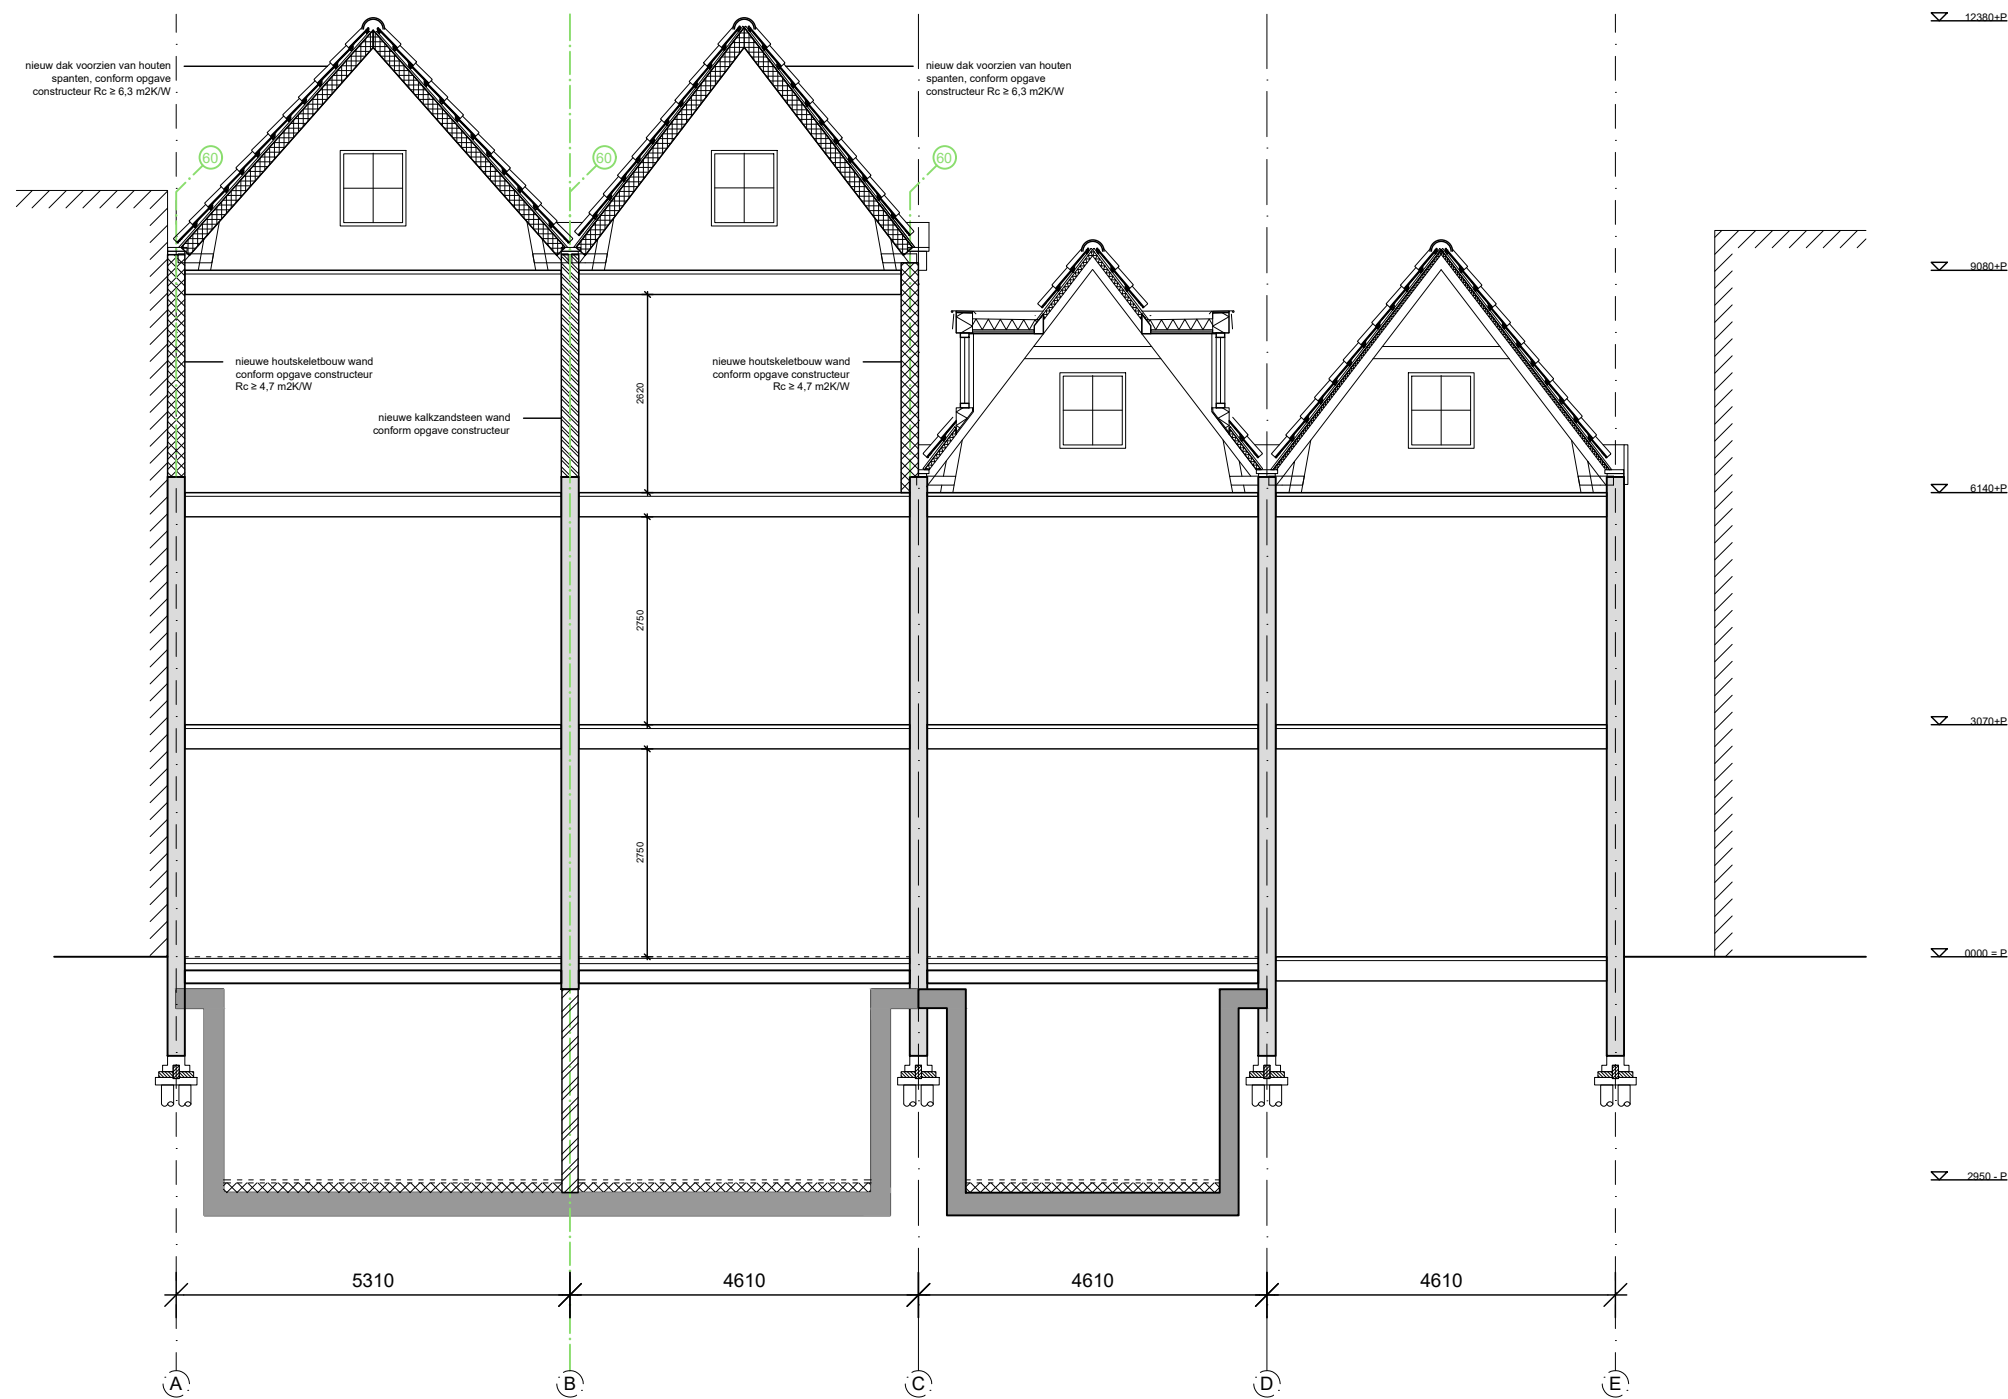 12380+P
nieuw dak voorzien van houten
spanten, conform opgave
constructeur Rc ≥ 6,3 m2K/W
nieuw dak voorzien van houten
spanten, conform opgave
constructeur Rc ≥ 6,3 m2K/W
60
60
60
9080+P
nieuwe houtskeletbouw wand
conform opgave constructeur
Rc ≥ 4,7 m2K/W
nieuwe houtskeletbouw wand
conform opgave constructeur
Rc ≥ 4,7 m2K/W
2620
nieuwe kalkzandsteen wand
conform opgave constructeur
6140+P
2750
3070+P
2750
0000 = P
2950 - P
5310
4610
4610
4610
A
B
C
D
E